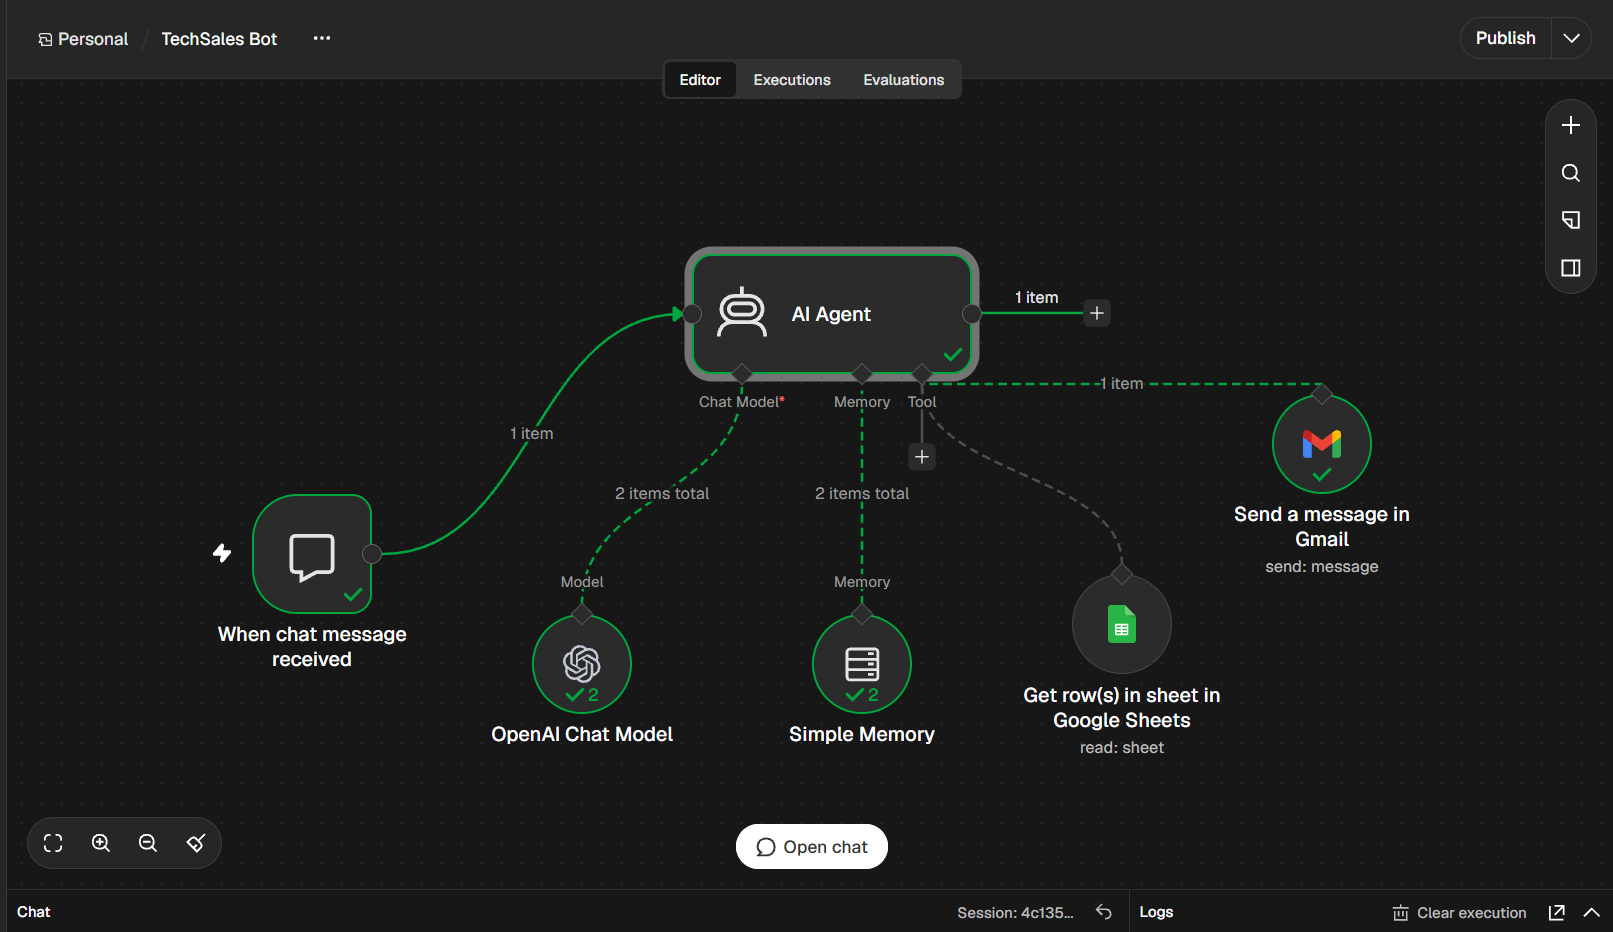 Personal / TechSales Bot ...
Publish
Editor Executions Evaluations
AI Agent
1 item
1 item
Chat Model*
Memory
Tool
1 item
2 items total
2 items total
Send a message in
Gmail
send: message
Model
Memory
When chat message
received
2
2
OpenAI Chat Model
Simple Memory
Get row(s) in sheet in
Google Sheets
read: sheet
Open chat
Chat
Session: 4c135...
Logs
Clear execution